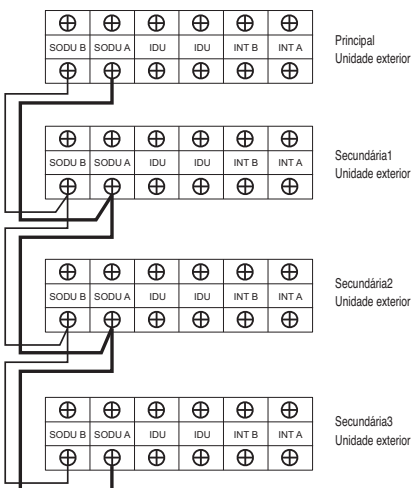 SODU B SODU A IDU IDU INT B INT A
Principal
Unidade exterior
SODU B SODU A IDU IDU INT B INT A
Secundária1
Unidade exterior
SODU B SODU A IDU IDU INT B INT A
Secundária2
Unidade exterior
SODU B SODU A IDU IDU INT B INT A
Secundária3
Unidade exterior